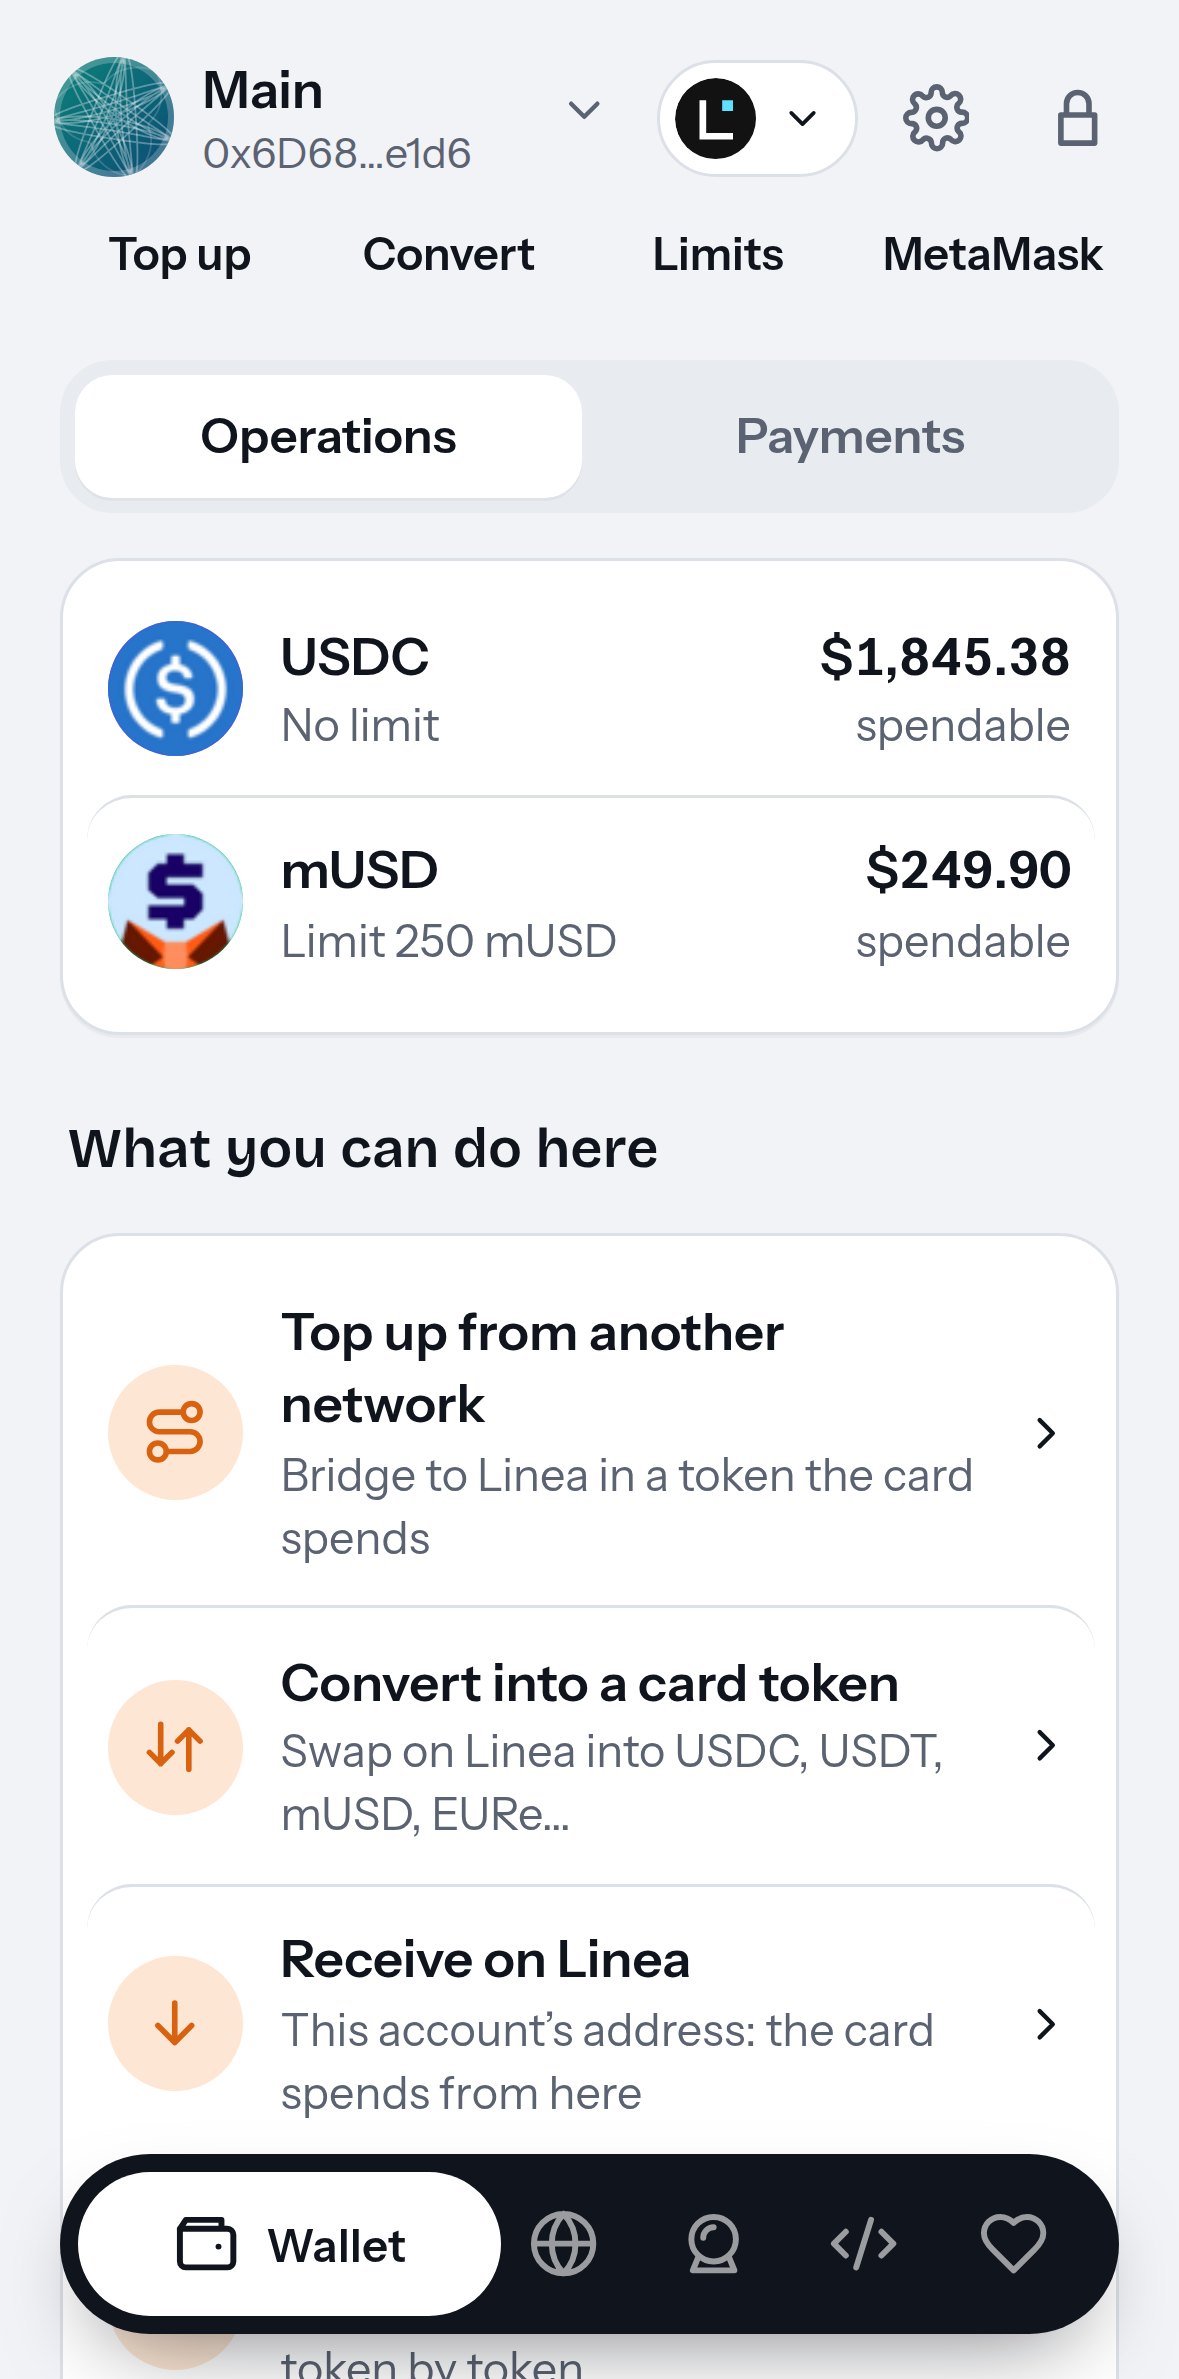 Main
0x6D68...e1d6
Top up
Convert
Limits
MetaMask
Operations
Payments
USDC
$1,845.38
No limit
spendable
mUSD
$249.90
Limit 250 mUSD
spendable
What you can do here
Top up from another
network
Bridge to Linea in a token the card
spends
Convert into a card token
Swap on Linea into USDC, USDT,
mUSD, EURe...
Receive on Linea
This account’s address: the card
spends from here
Wallet
token by token